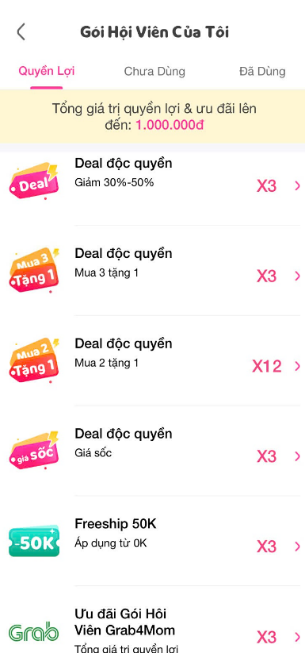 Gói Hội Viên Của Tôi
Quyền Lợi
Chưa Dùng
Đã Dùng
Tổng giá trị quyền lợi & ưu đãi lên
đến: 1.000.000đ
Deal
Deal độc quyền
Giảm 30%-50%
X3
Mua 3
Tặng 1
Deal độc quyền
Mua 3 tặng 1
X3
Mua 2
Tặng 1
Deal độc quyền
Mua 2 tặng 1
X12
giá sốc
Deal độc quyền
Giá sốc
X3
-50K
Freeship 50K
Áp dụng từ 0K
X3
Grab
Ưu đãi Gói Hội
Viên Grab4Mom
Tổng giá trị quyền lợi
X3